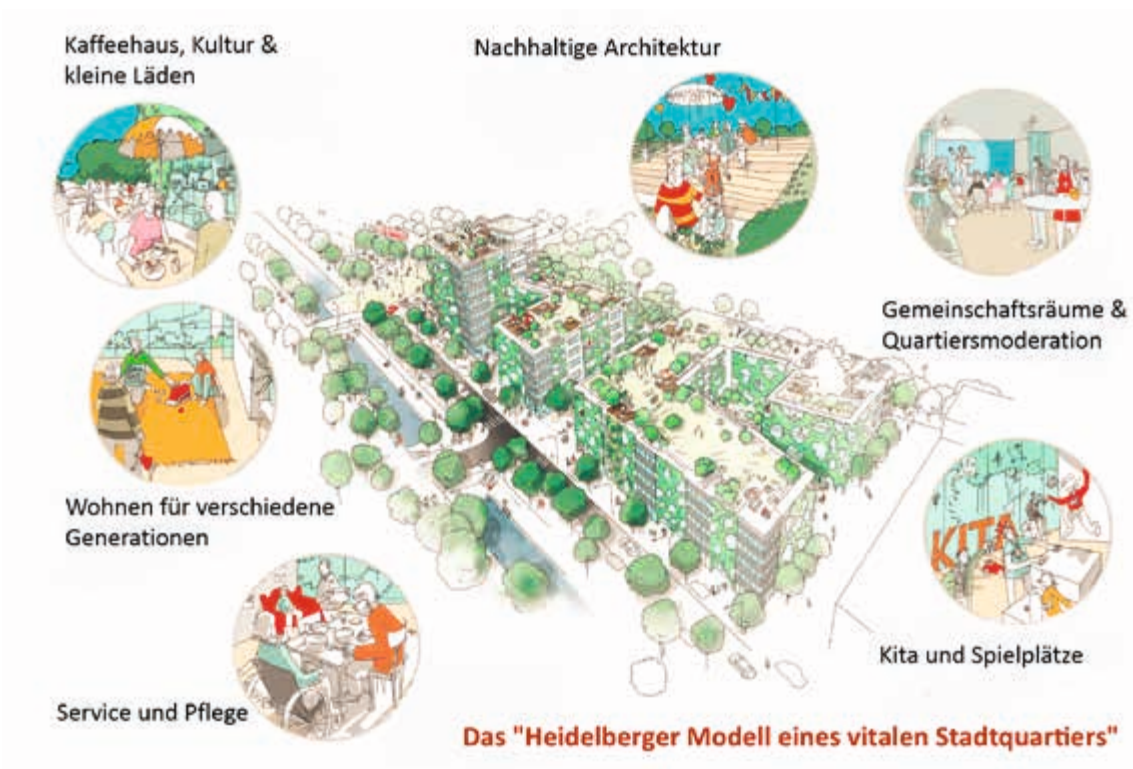 Kaffeehaus, Kultur &
kleine Läden
Nachhaltige Architektur
Gemeinschaftsräume &
Quartiersmoderation
Wohnen für verschiedene
Generationen
KITA
Kita und Spielplätze
Service und Pflege
Das "Heidelberger Modell eines vitalen Stadtquartiers"